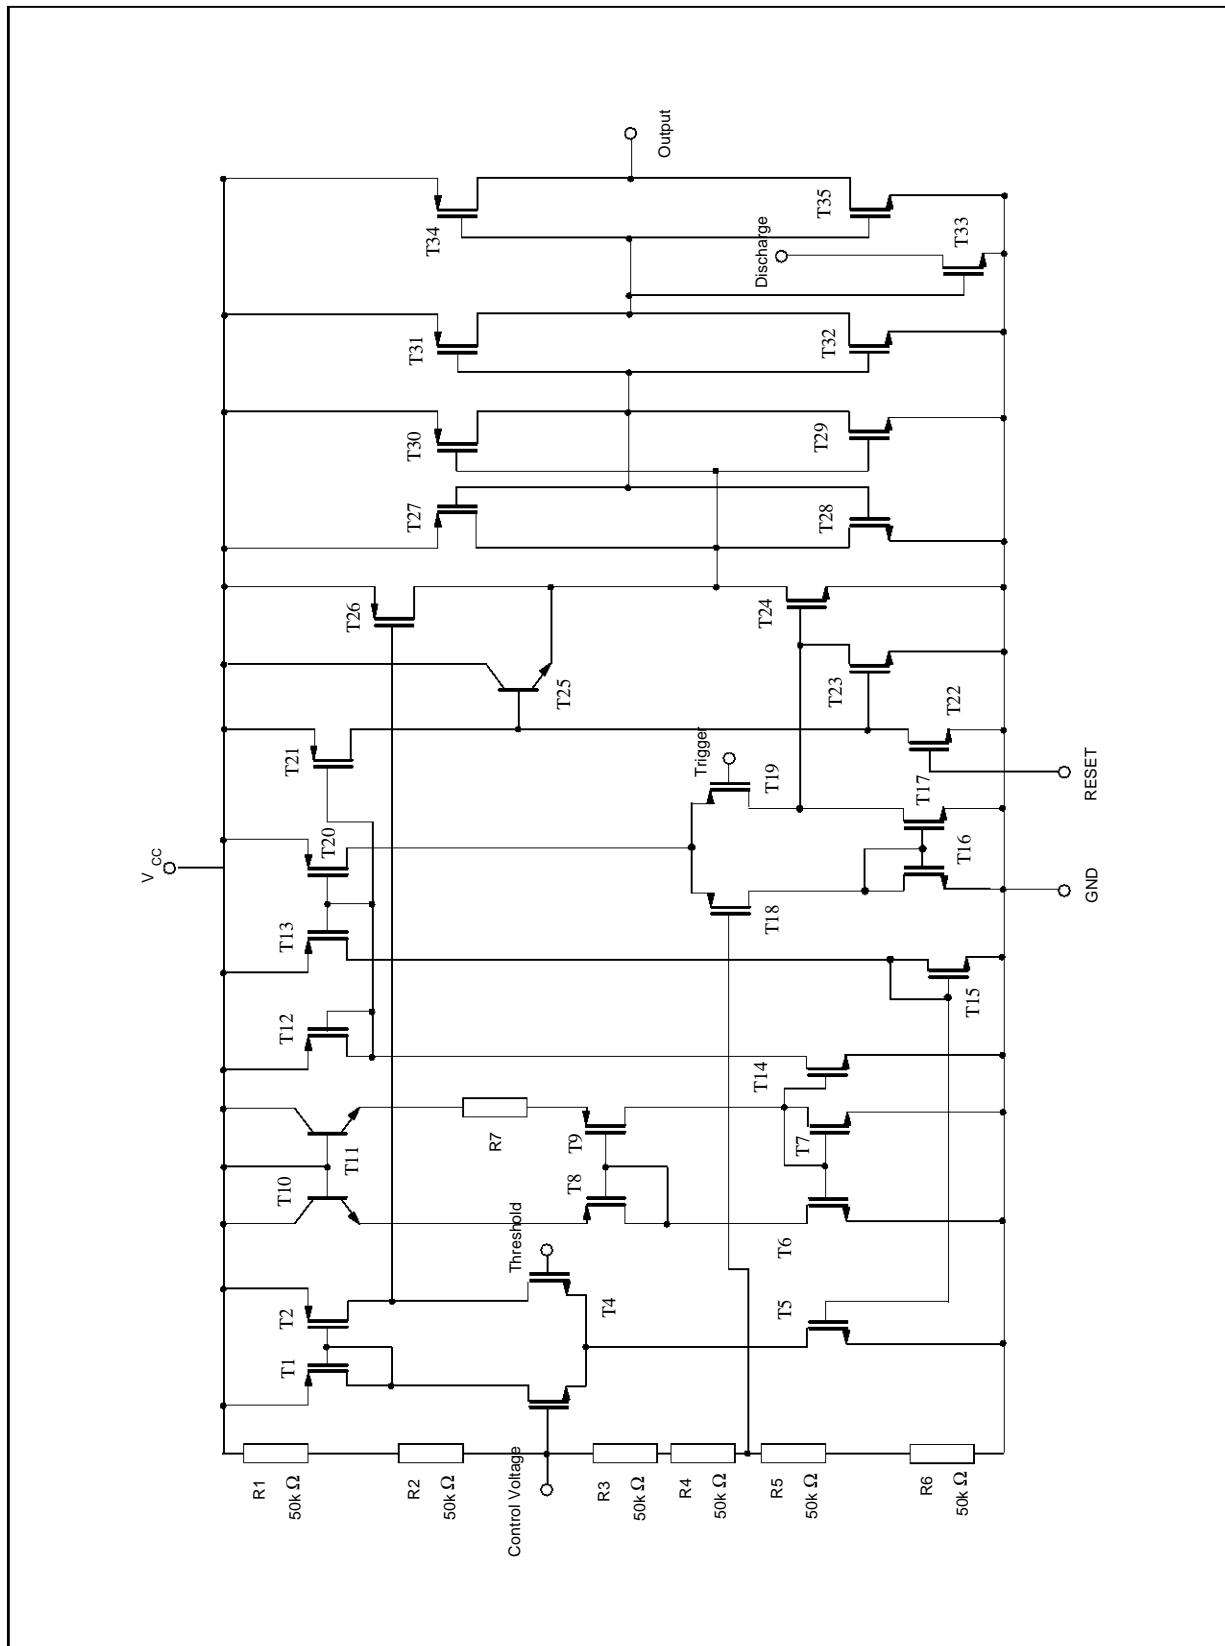 Output
T34
T35
T33
Discharge
T31
T32
T30
T29
T27
T28
T26
T24
T25
T23
T22
T21
Trigger
T19
T17
RESET
T20
V CC
T16
T18
GND
T13
T15
T12
T14
T11
R7
T9
T7
T10
T8
T6
Threshold
T2
T4
T5
T1
Control Voltage
R1
50k Ω
R2
50k Ω
R3
50k Ω
R4
50k Ω
R5
50k Ω
R6
50k Ω